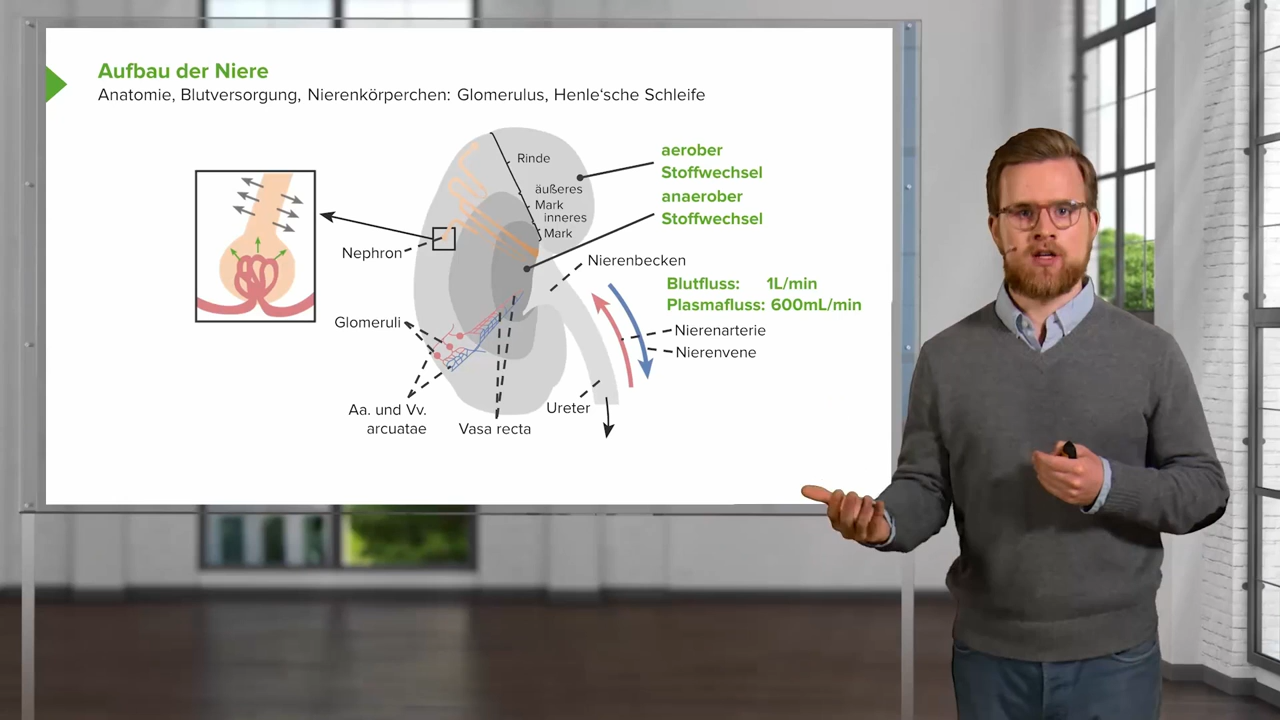 Aufbau der Niere
Anatomie, Blutversorgung, Nierenkörperchen: Glomerulus, Henle‘sche Schleife
aerober
Stoffwechsel
anaerober
Stoffwechsel
Rinde
äußeres
Mark
inneres
Mark
Nephron
Nierenbecken
Blutfluss: 1L/min
Plasmafluss: 600mL/min
Glomeruli
Nierenarterie
Nierenvene
Aa. und Vv.
arcuatae
Vasa recta
Ureter